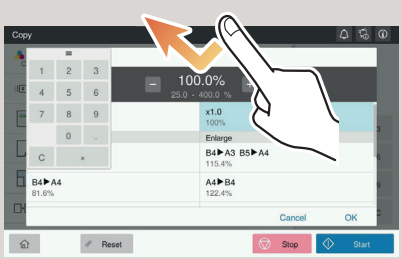 Copy
1 2 3
4 5 6
7 8 9
0 .
C ×
- 100.0% +
25.0 - 400.0 %
x1.0
100%
Enlarge
B4▶A3 B5▶A4
115.4%
B4▶A4
81.6%
A4▶B4
122.4%
Cancel OK
Reset Stop Start